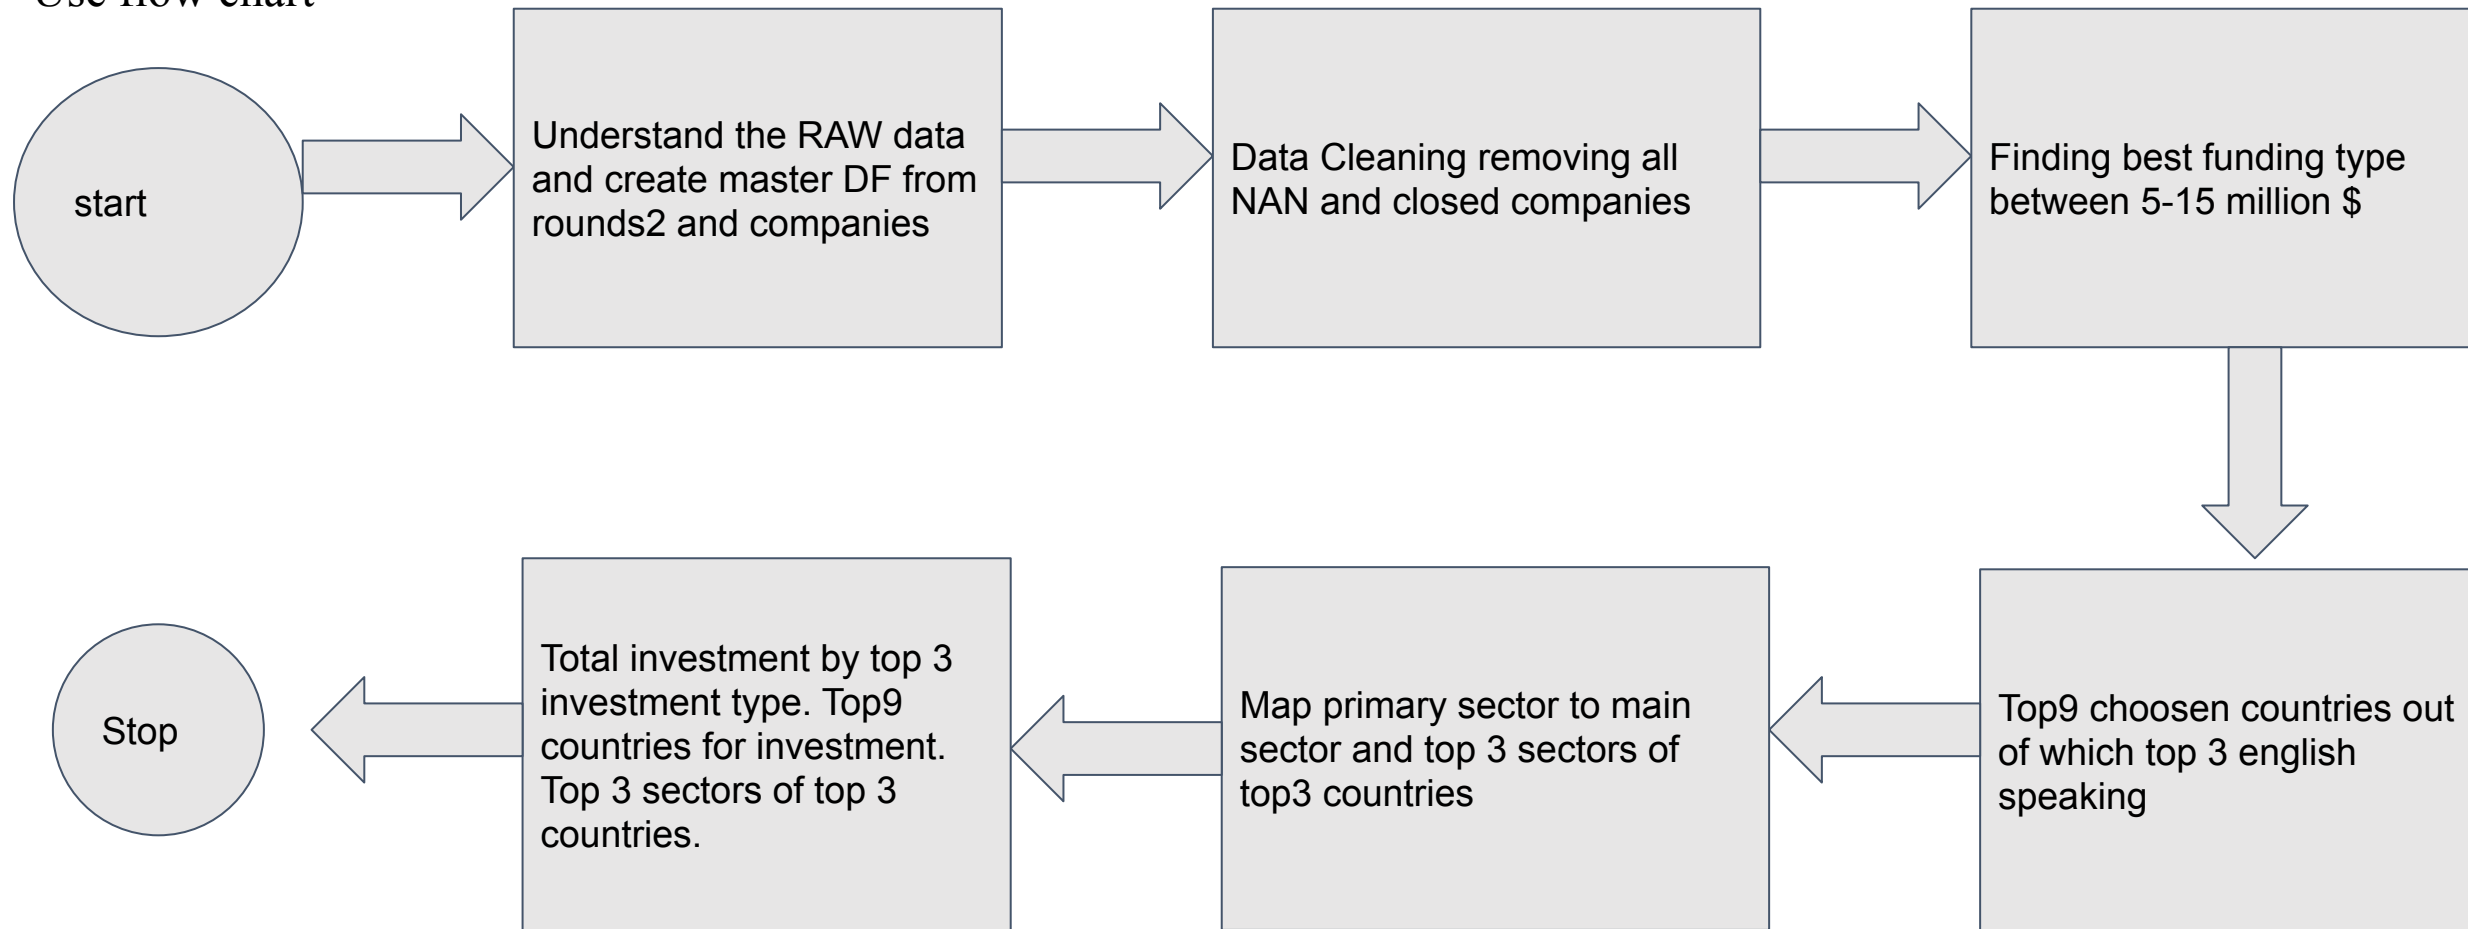 Use flow chart
start
Understand the RAW data
and create master DF from
rounds2 and companies
Data Cleaning removing all
NAN and closed companies
Finding best funding type
between 5-15 million $
Top9 choosen countries out
of which top 3 english
speaking
Map primary sector to main
sector and top 3 sectors of
top3 countries
Total investment by top 3
investment type. Top9
countries for investment.
Top 3 sectors of top 3
countries.
Stop